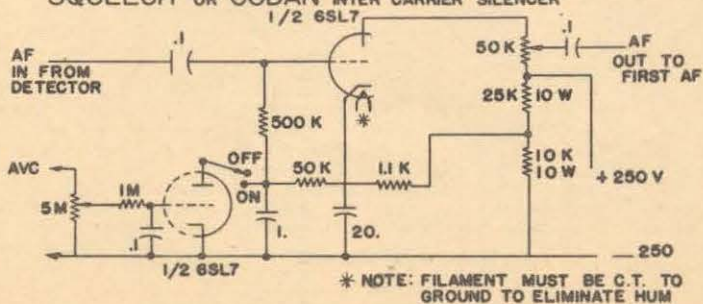 SQUELCH OR CODAN INTER CARRIER SILENCER
1/2 6SL7
.1
AF
IN FROM
DETECTOR
50 K
.1
AF
OUT TO
FIRST AF
25K
10 W
500 K
*
AVC
OFF
ON
50 K
1.1 K
10 K
10 W
+ 250 V
1M
5M
.1
1.
20.
1/2 6SL7
— 250
* NOTE: FILAMENT MUST BE C.T. TO
GROUND TO ELIMINATE HUM